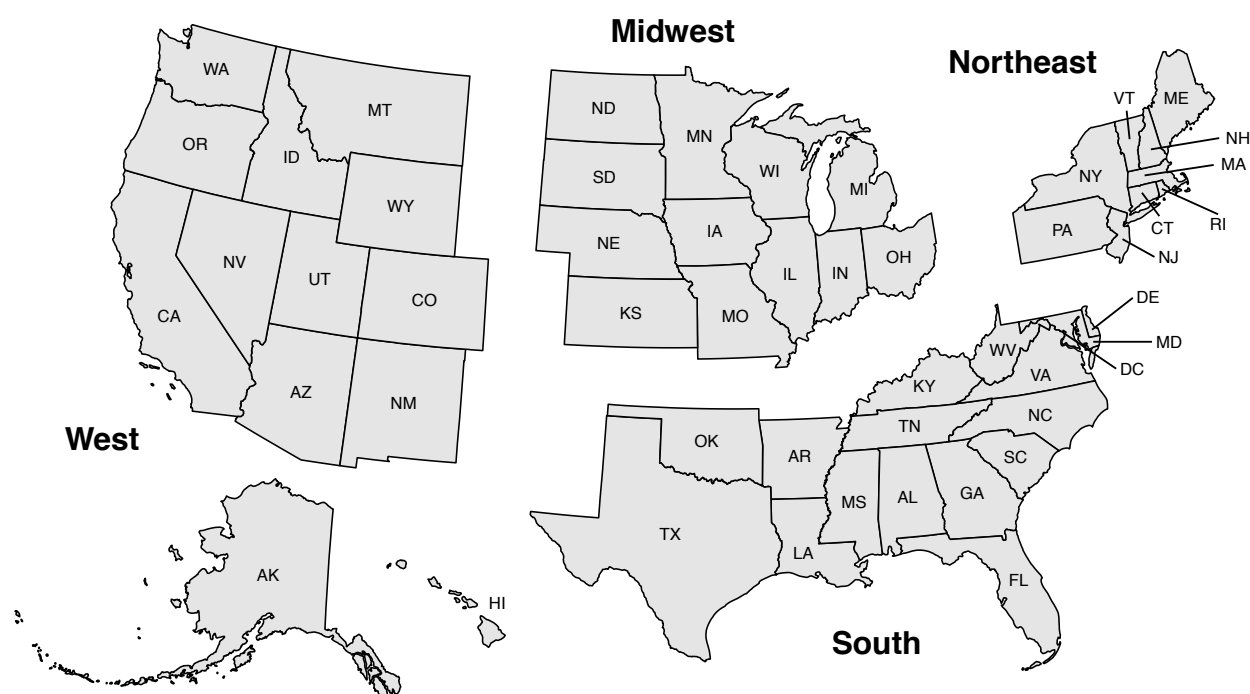 Midwest
Northeast
West
South
WA
MT
OR
ID
WY
NV
UT
CO
CA
AZ
NM
AK
HI
ND
MN
SD
WI
MI
NE
IA
IL
IN
OH
KS
MO
VT
ME
NH
MA
NY
RI
CT
PA
NJ
DE
MD
DC
WV
VA
KY
NC
TN
OK
AR
SC
MS
AL
GA
TX
LA
FL